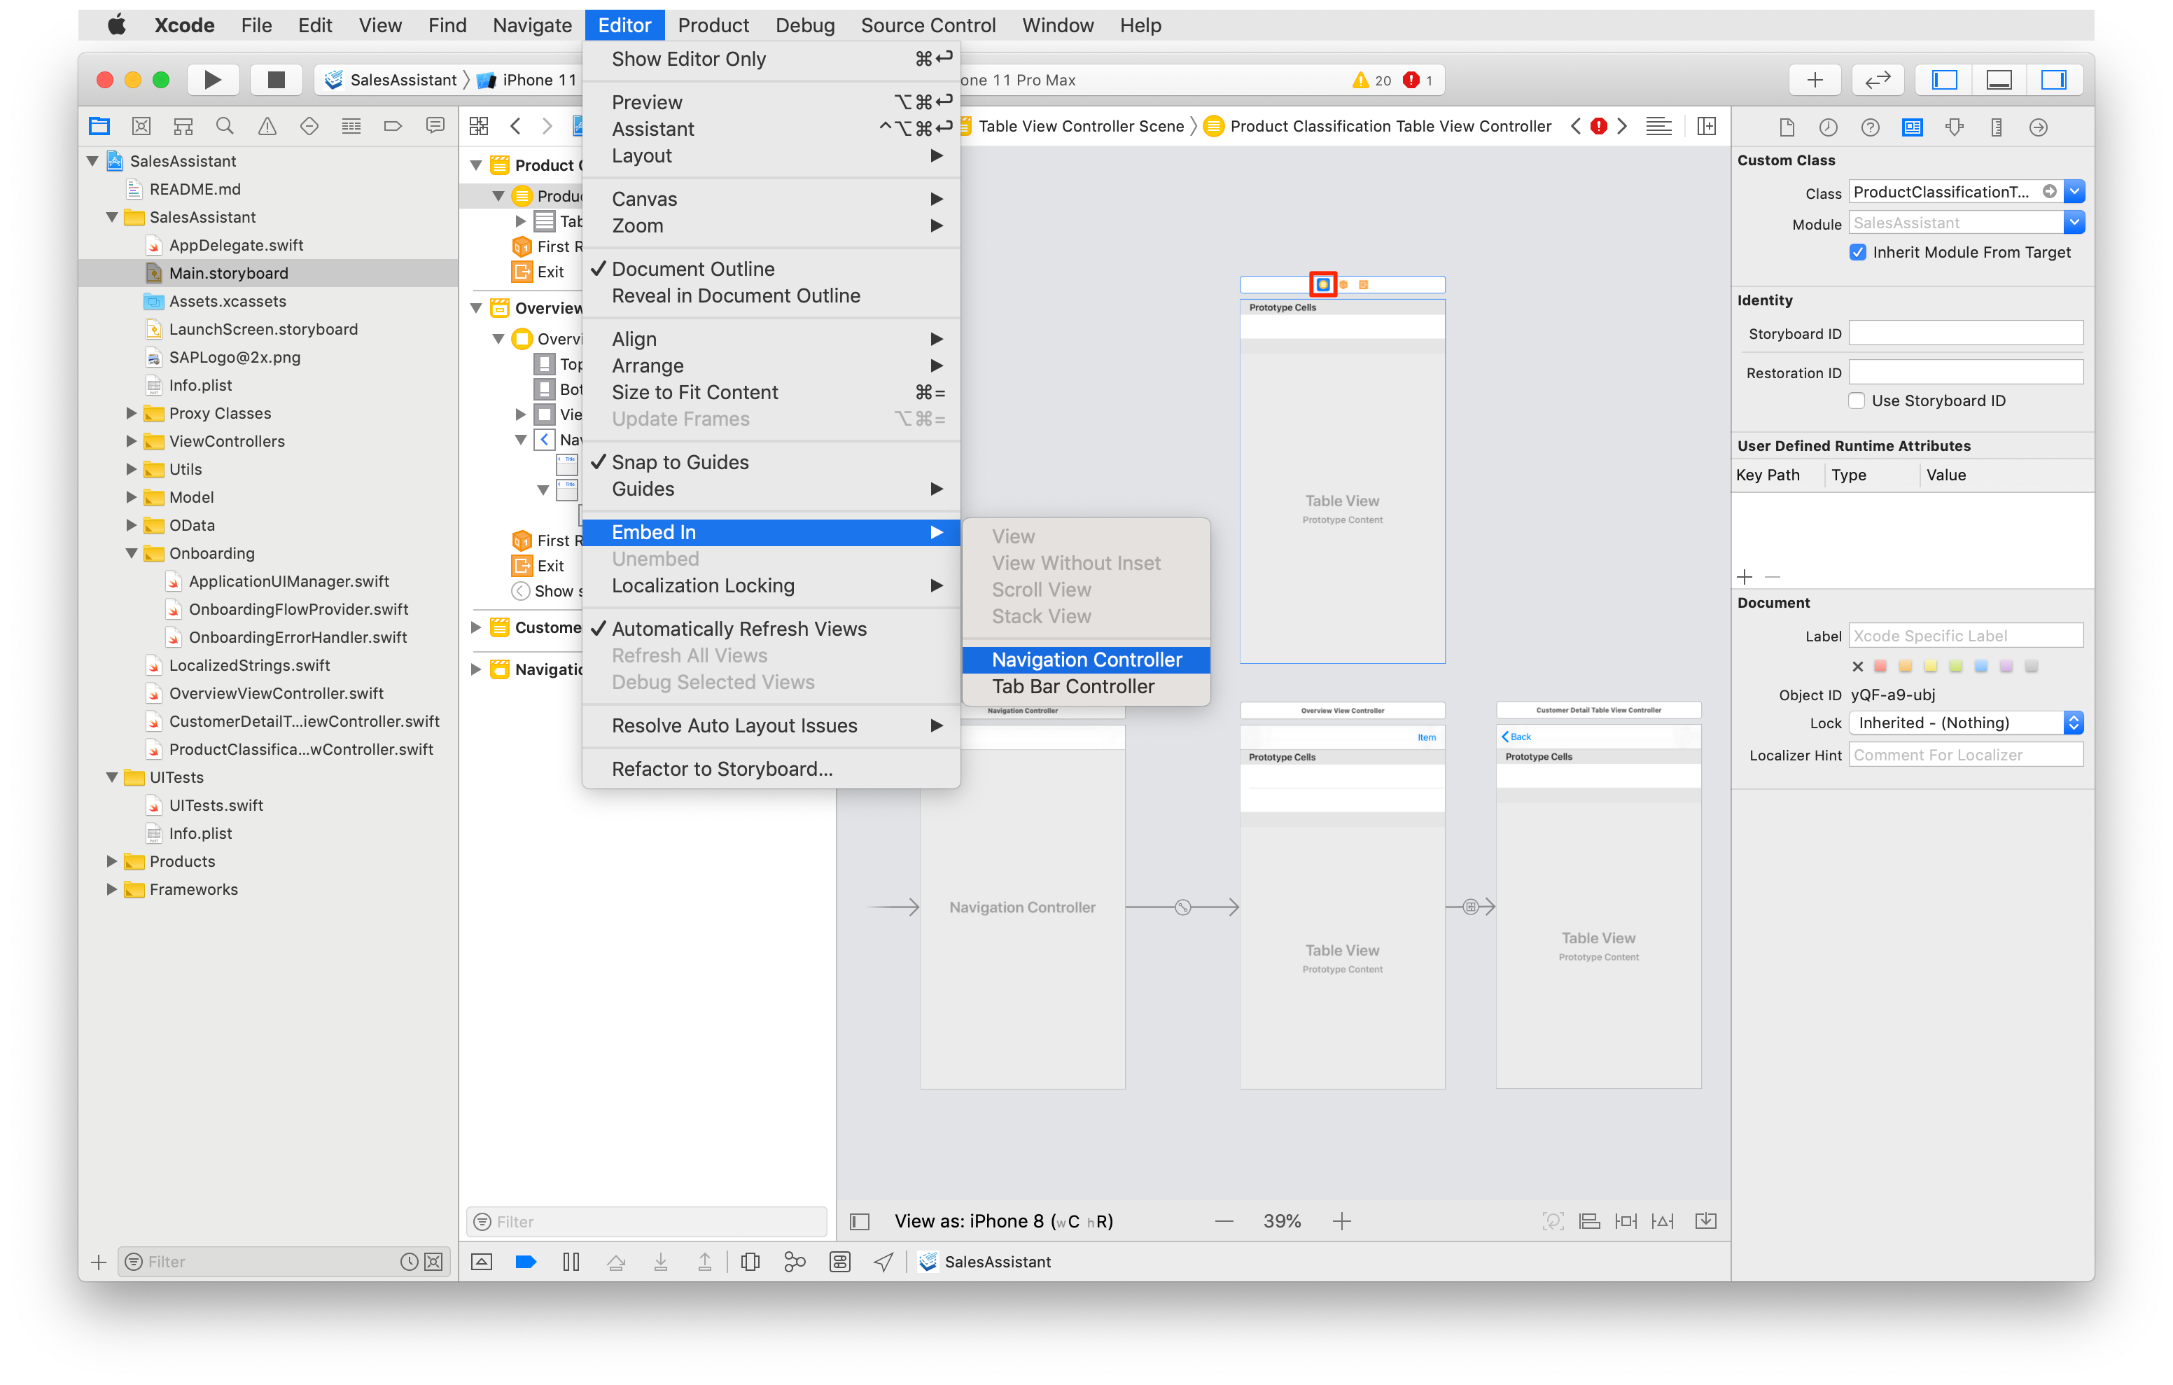 Xcode File Edit View Find Navigate Editor Product Debug Source Control Window Help
SalesAssistant iPhone 11
one 11 Pro Max
20
1
SalesAssistant
README.md
SalesAssistant
AppDelegate.swift
Main.storyboard
Assets.xcassets
LaunchScreen.storyboard
SAPLogo@2x.png
Info.plist
Proxy Classes
ViewControllers
Utils
Model
OData
Onboarding
ApplicationUIManager.swift
OnboardingFlowProvider.swift
OnboardingErrorHandler.swift
LocalizedStrings.swift
OverviewViewController.swift
CustomerDetailT...iewController.swift
ProductClassifica...wController.swift
UITests
UITests.swift
Info.plist
Products
Frameworks
Filter
Product
Produ
Tab
First R
Exit
Overview
Overvi
Top
Bot
Vie
Nav
First R
Exit
Show s
Custome
Navigatio
Filter
Show Editor Only ⌘↩
Preview ⌥⌘↩
Assistant ^⌥⌘↩
Layout
Canvas
Zoom
✓ Document Outline
Reveal in Document Outline
Align
Arrange
Size to Fit Content ⌘=
Update Frames ⌥⌘=
✓ Snap to Guides
Guides
Embed In
Unembed
Localization Locking
✓ Automatically Refresh Views
Refresh All Views
Debug Selected Views
Resolve Auto Layout Issues
Refactor to Storyboard...
View
View Without Inset
Scroll View
Stack View
Navigation Controller
Tab Bar Controller
Table View Controller Scene Product Classification Table View Controller
Prototype Cells
Table View
Prototype Content
Navigation Controller
Navigation Controller
Overview View Controller
Item
Prototype Cells
Table View
Prototype Content
Customer Detail Table View Controller
Back
Prototype Cells
Table View
Prototype Content
View as: iPhone 8 (wC hR)
39%
SalesAssistant
Custom Class
Class ProductClassificationT...
Module SalesAssistant
Inherit Module From Target
Identity
Storyboard ID
Restoration ID
Use Storyboard ID
User Defined Runtime Attributes
Key Path Type Value
Document
Label Xcode Specific Label
Object ID yQF-a9-ubj
Lock Inherited - (Nothing)
Localizer Hint Comment For Localizer